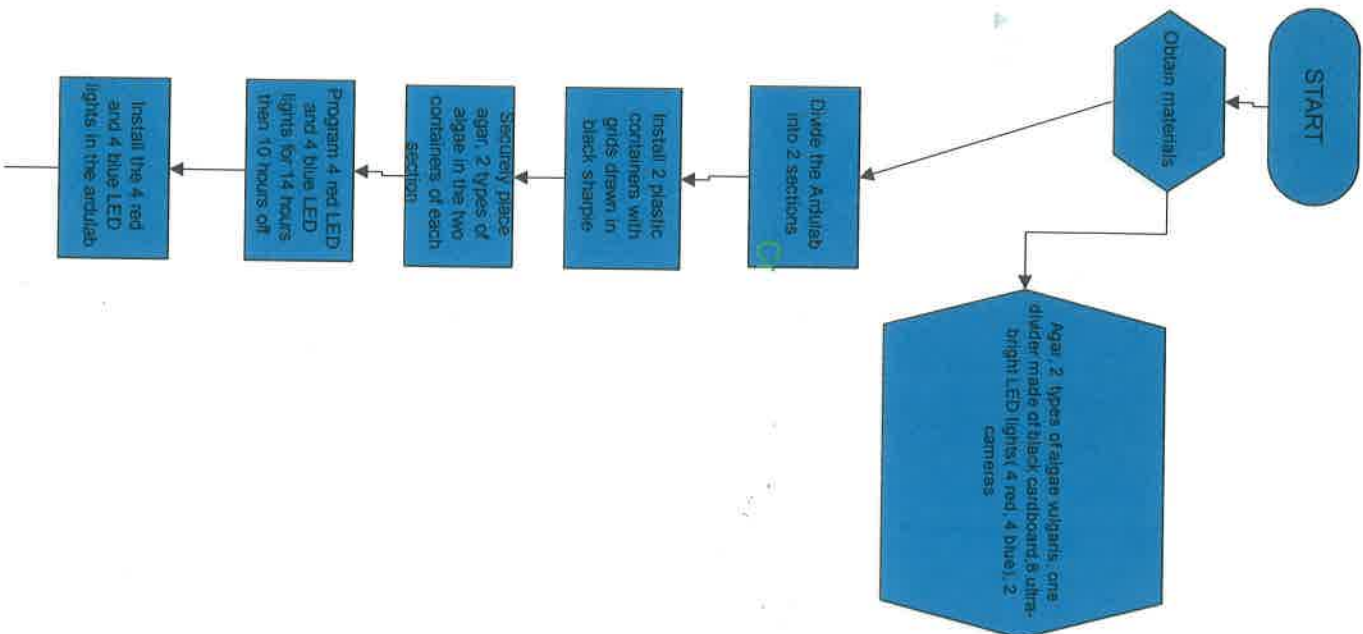 START
Obtain materials
Agar, 2 types of algae vulgaris, one
divider made of black cardboard,8 ultra-
bright LED lights( 4 red, 4 blue), 2
cameras
Divide the Ardulab
into 2 sections
Install 2 plastic
containers with
grids drawn in
black sharpie
Securely place
agar, 2 types of
algae in the two
containers of each
section
Program 4 red LED
and 4 blue LED
lights for 14 hours
then 10 hours off
Install the 4 red
and 4 blue LED
lights in the ardulab